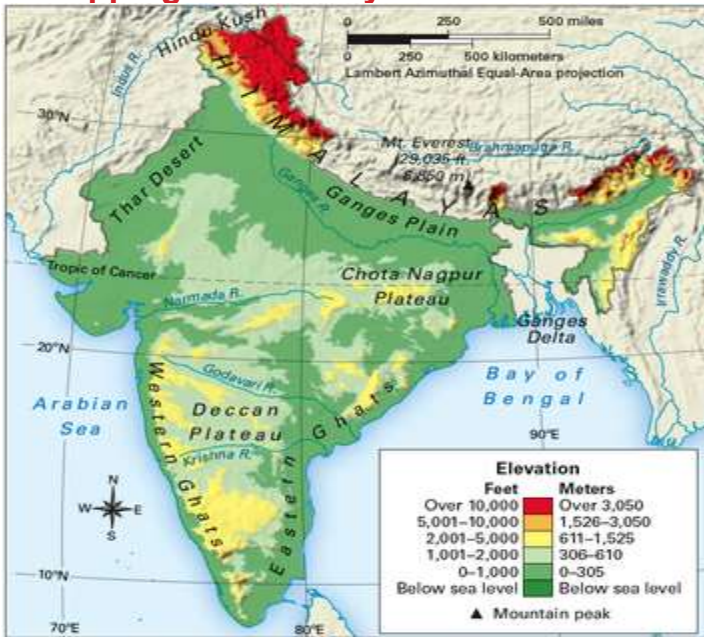 0 250 500 miles
0 250 500 kilometers
Lambert Azimuthal Equal-Area projection
Hindu Kush
Indus R.
HIMALAYAS
30°N
Mt. Everest
29,035 ft.
8,850 m)
Brahmaputra R.
Thar Desert
Ganges R.
Ganges Plain
Irrawaddy R.
Tropic of Cancer
Chota Nagpur
Plateau
Narmada R.
Ganges
Delta
20°N
Godavari R.
Bay of
Bengal
Arabian
Sea
Western Ghats
Deccan
Plateau
Eastern Ghats
90°E
Krishna R.
N
W E
S
Elevation
Feet Meters
Over 10,000 Over 3,050
5,001–10,000 1,526–3,050
2,001–5,000 611–1,525
1,001–2,000 306–610
0–1,000 0–305
Below sea level Below sea level
Mountain peak
10°N
70°E 80°E